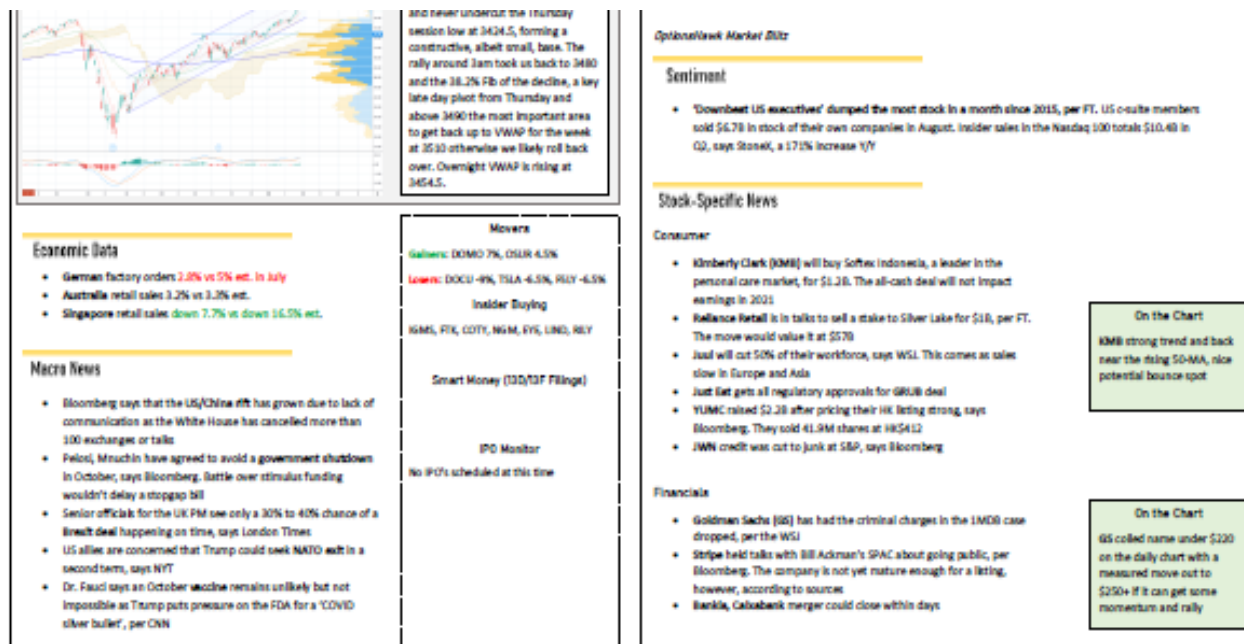 and never undercut the Thursday
session low at 3424.5, forming a
constructive, albeit small, base. The
rally around 3am took us back to 3480
and the 38.2% Fib of the decline, a key
late day pivot from Thursday and
above 3490 the most important area
to get back up to VWAP for the week
at 3510 otherwise we likely roll back
over. Overnight VWAP is rising at
3454.5.
Economic Data
German factory orders 2.8% vs 5% est. in July
Australia retail sales 3.2% vs 3.3% est.
Singapore retail sales down 7.7% vs down 16.5% est.
Macro News
Bloomberg says that the US/China rift has grown due to lack of
communication as the White House has cancelled more than
100 exchanges or talks
Pelosi, Mnuchin have agreed to avoid a government shutdown
in October, says Bloomberg. Battle over stimulus funding
wouldn't delay a stopgap bill
Senior officials for the UK PM see only a 30% to 40% chance of a
Brexit deal happening on time, says London Times
US allies are concerned that Trump could seek NATO exit in a
second term, says NYT
Dr. Fauci says an October vaccine remains unlikely but not
impossible as Trump puts pressure on the FDA for a 'COVID
silver bullet', per CNN
Movers
Gainers: DOMO 7%, OSUR 4.5%
Losers: DOCU -9%, TSLA -6.5%, FSLY -6.5%
Insider Buying
IGMS, FTK, COTY, NGM, EYE, LIND, RILY
Smart Money (13D/13F Filings)
IPO Monitor
No IPO's scheduled at this time
OptionsHawk Market Blitz
Sentiment
'Downbeat US executives' dumped the most stock in a month since 2015, per FT. US c-suite members
sold $6.7B in stock of their own companies in August. Insider sales in the Nasdaq 100 totals $10.4B in
Q2, says StoneX, a 171% increase Y/Y
Stock-Specific News
Consumer
Kimberly Clark (KMB) will buy Softex Indonesia, a leader in the
personal care market, for $1.2B. The all-cash deal will not impact
earnings in 2021
Reliance Retail is in talks to sell a stake to Silver Lake for $1B, per FT.
The move would value it at $57B
Juul will cut 50% of their workforce, says WSJ. This comes as sales
slow in Europe and Asia
Just Eat gets all regulatory approvals for GRUB deal
YUMC raised $2.2B after pricing their HK listing strong, says
Bloomberg. They sold 41.9M shares at HK$412
JWN credit was cut to junk at S&P, says Bloomberg
On the Chart
KMB strong trend and back
near the rising 50-MA, nice
potential bounce spot
Financials
Goldman Sachs (GS) has had the criminal charges in the 1MDB case
dropped, per the WSJ
Stripe held talks with Bill Ackman's SPAC about going public, per
Bloomberg. The company is not yet mature enough for a listing,
however, according to sources
Bankia, Caixabank merger could close within days
On the Chart
GS coiled name under $220
on the daily chart with a
measured move out to
$250+ if it can get some
momentum and rally